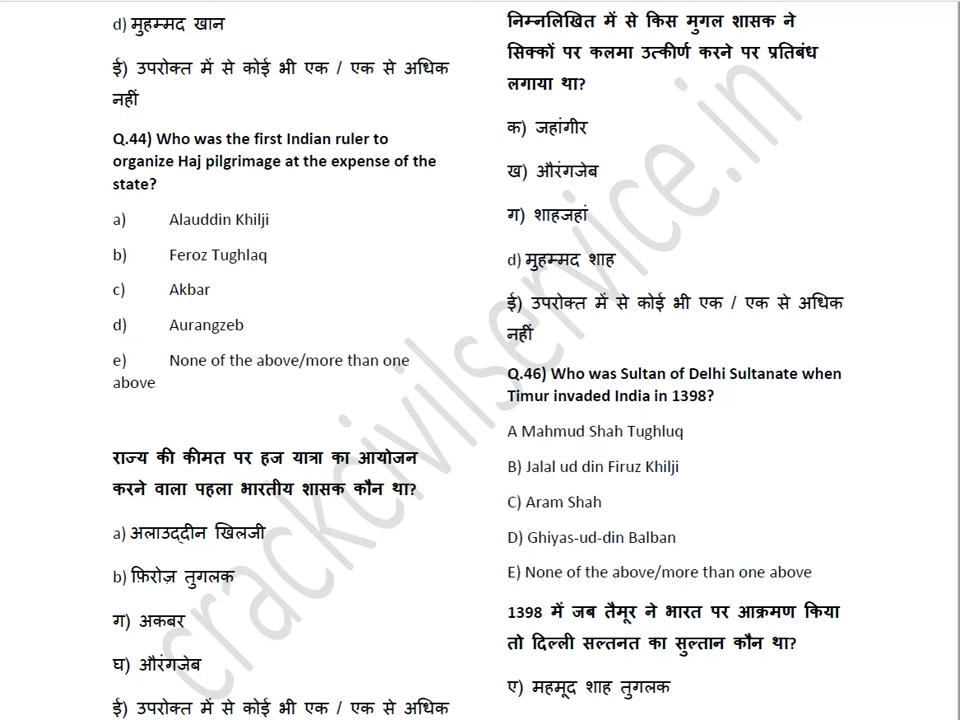 d) मुहम्मद खान
ई) उपरोक्त में से कोई भी एक / एक से अधिक
नहीं
Q.44) Who was the first Indian ruler to
organize Haj pilgrimage at the expense of the
state?
a) Alauddin Khilji
b) Feroz Tughlaq
c) Akbar
d) Aurangzeb
e) None of the above/more than one
above
राज्य की कीमत पर हज यात्रा का आयोजन
करने वाला पहला भारतीय शासक कौन था?
a) अलाउद्दीन खिलजी
b) फ़िरोज़ तुगलक
ग) अकबर
घ) औरंगजेब
ई) उपरोक्त में से कोई भी एक / एक से अधिक
निम्नलिखित में से किस मुगल शासक ने
सिक्कों पर कलमा उत्कीर्ण करने पर प्रतिबंध
लगाया था?
क) जहांगीर
ख) औरंगजेब
ग) शाहजहां
d) मुहम्मद शाह
ई) उपरोक्त में से कोई भी एक / एक से अधिक
नहीं
Q.46) Who was Sultan of Delhi Sultanate when
Timur invaded India in 1398?
A Mahmud Shah Tughluq
B) Jalal ud din Firuz Khilji
C) Aram Shah
D) Ghiyas-ud-din Balban
E) None of the above/more than one above
1398 में जब तैमूर ने भारत पर आक्रमण किया
तो दिल्ली सल्तनत का सुल्तान कौन था?
ए) महमूद शाह तुगलक
crackcivilservice.in